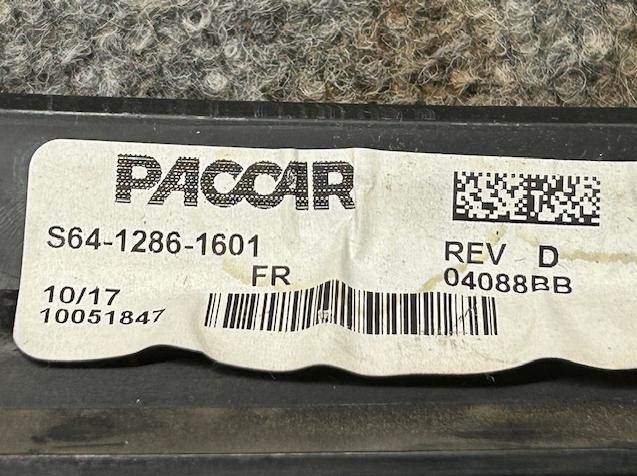 PACCAR
S64-1286-1601
REV D
FR
04088BB
10/17
10051847